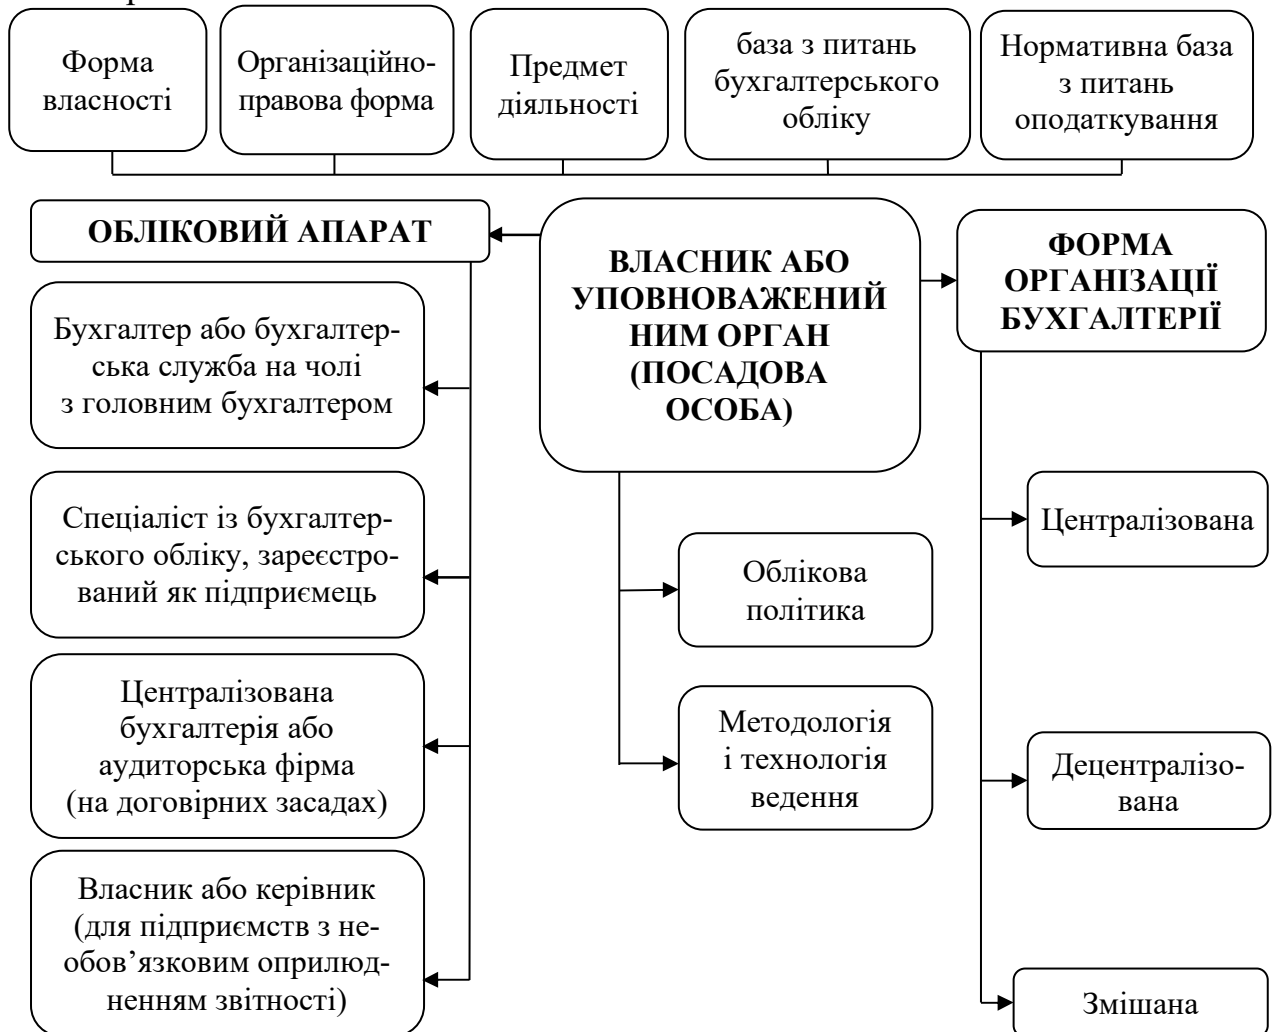 Форма
власності
Організаційно-
правова форма
Предмет
діяльності
база з питань
бухгалтерського
обліку
Нормативна база
з питань
оподаткування
ОБЛІКОВИЙ АПАРАТ
Бухгалтер або бухгалтер-
ська служба на чолі
з головним бухгалтером
Спеціаліст із бухгалтер-
ського обліку, зареєстро-
ваний як підприємець
Централізована
бухгалтерія або
аудиторська фірма
(на договірних засадах)
Власник або керівник
(для підприємств з не-
обов’язковим оприлюд-
ненням звітності)
ВЛАСНИК АБО
УПОВНОВАЖЕНИЙ
НИМ ОРГАН
(ПОСАДОВА
ОСОБА)
Облікова
політика
Методологія
і технологія
ведення
ФОРМА
ОРГАНІЗАЦІЇ
БУХГАЛТЕРІЇ
Централізована
Децентралізо-
вана
Змішана